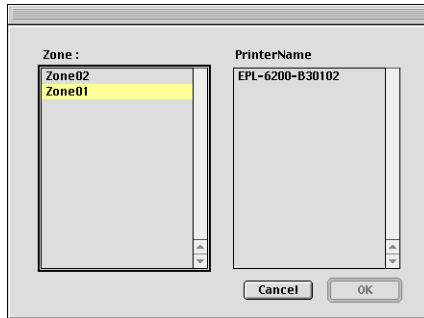 Zone :
Zone02
Zone01
PrinterName
EPL-6200-B30102
Cancel
OK